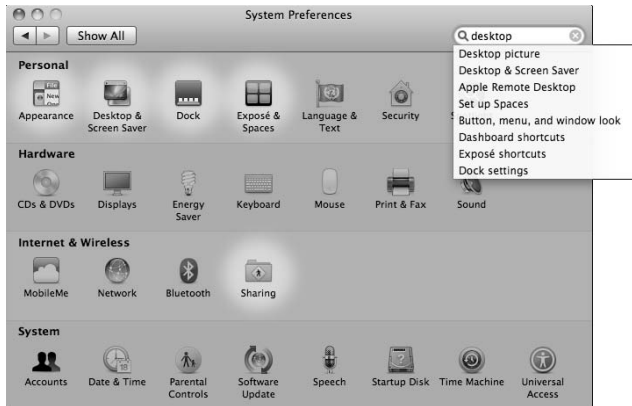 System Preferences
Show All
desktop
Desktop picture
Desktop & Screen Saver
Apple Remote Desktop
Set up Spaces
Button, menu, and window look
Dashboard shortcuts
Exposé shortcuts
Dock settings
Personal
File
New
Appearance
Desktop &
Screen Saver
Dock
Exposé &
Spaces
Language &
Text
Security
Hardware
CDs & DVDs
Displays
Energy
Saver
Keyboard
Mouse
Print & Fax
Sound
Internet & Wireless
MobileMe
Network
Bluetooth
Sharing
System
Accounts
18
Date & Time
Parental
Controls
Software
Update
Speech
?
Startup Disk
Time Machine
Universal
Access